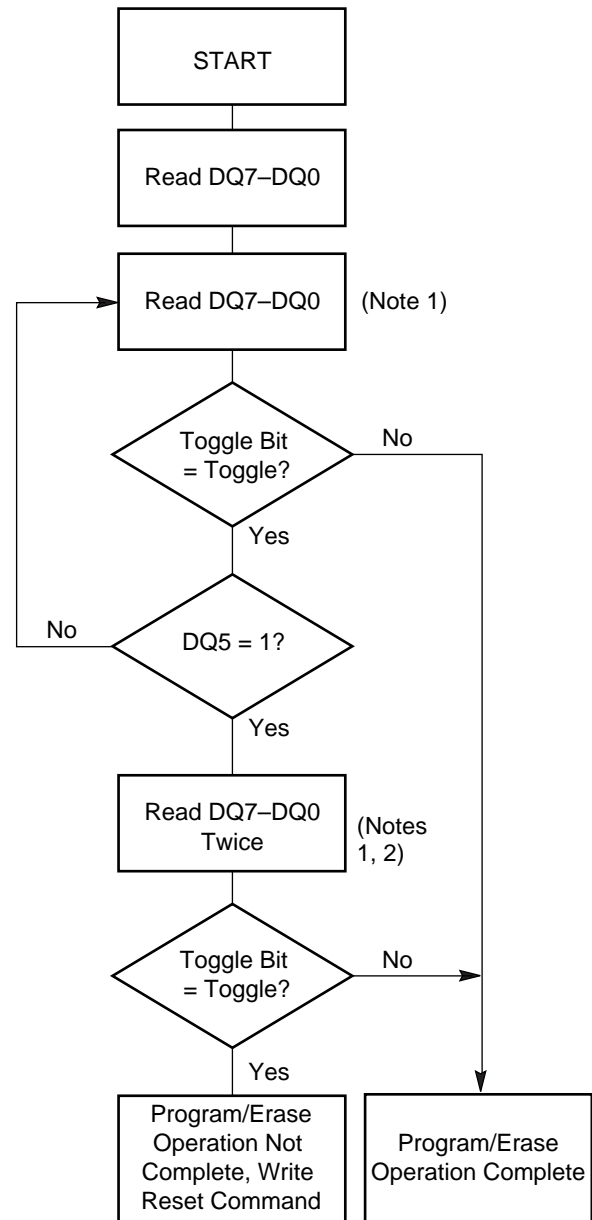 START
Read DQ7–DQ0
Read DQ7–DQ0
(Note 1)
Toggle Bit
= Toggle?
No
Yes
No
DQ5 = 1?
Yes
Read DQ7–DQ0
Twice
(Notes
1, 2)
Toggle Bit
= Toggle?
No
Yes
Program/Erase
Operation Not
Complete, Write
Reset Command
Program/Erase
Operation Complete